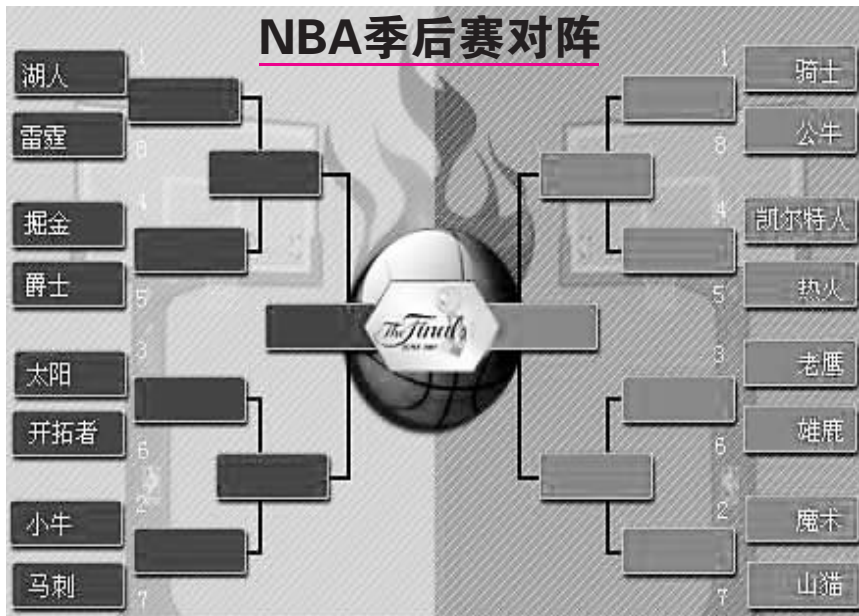 NBA季后赛对阵
湖人
1
雷霆
8
掘金
4
爵士
5
太阳
3
开拓者
6
小牛
2
马刺
7
The Finals
1
骑士
公牛
8
4
凯尔特人
热火
5
3
老鹰
雄鹿
6
2
魔术
山猫
7